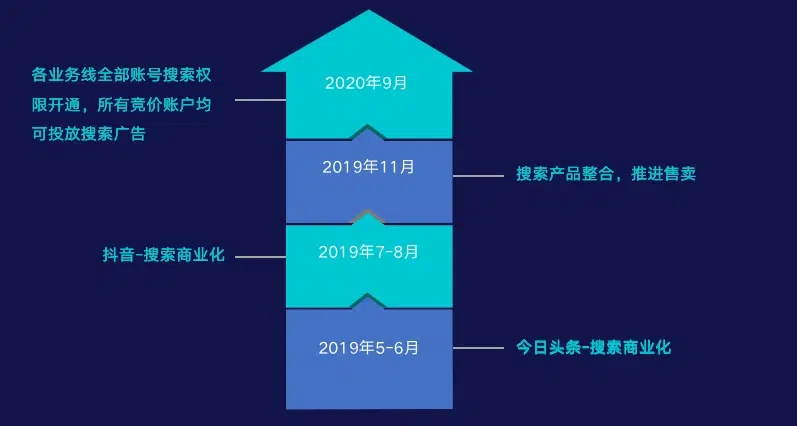 2020年9月
各业务线全部账号搜索权
限开通，所有竞价账户均
可投放搜索广告
2019年11月
搜索产品整合，推进售卖
2019年7-8月
抖音-搜索商业化
2019年5-6月
今日头条-搜索商业化